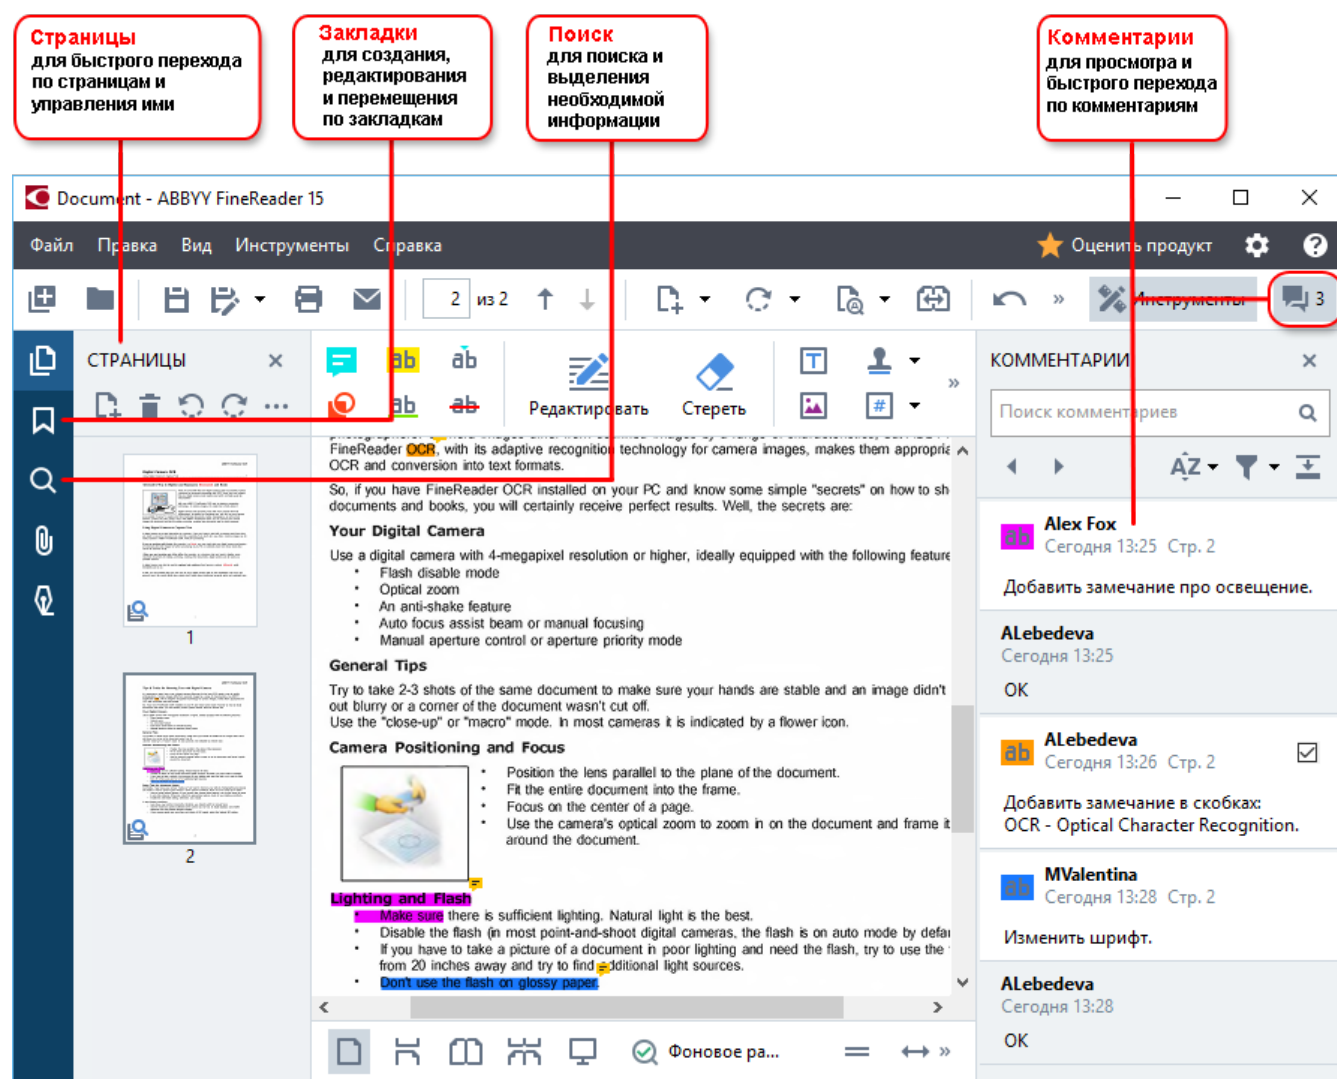 Страницы
для быстрого перехода
по страницам и
управления ими
Закладки
для создания,
редактирования
и перемещения
по закладкам
Поиск
для поиска и
выделения
необходимой
информации
Комментарии
для просмотра и
быстрого перехода
по комментариям
Document - ABBYY FineReader 15
Файл Правка Вид Инструменты Справка
Оценить продукт
2 из 2
Инструменты
3
СТРАНИЦЫ
ab ab
ab ab
Редактировать
Стереть
T
#
КОММЕНТАРИИ
Поиск комментариев
AZ
1
2
FineReader OCR, with its adaptive recognition technology for camera images, makes them
OCR and conversion into text formats.
So, if you have FineReader OCR installed on your PC and know some simple "secrets" on how to sh
documents and books, you will certainly receive perfect results. Well, the secrets are:
Your Digital Camera
Use a digital camera with 4-megapixel resolution or higher, ideally equipped with the following feature
• Flash disable mode
• Optical zoom
• An anti-shake feature
• Auto focus assist beam or manual focusing
• Manual aperture control or aperture priority mode
General Tips
Try to take 2-3 shots of the same document to make sure your hands are stable and an image didn't
out blurry or a corner of the document wasn't cut off.
Use the "close-up" or "macro" mode. In most cameras it is indicated by a flower icon.
Camera Positioning and Focus
• Position the lens parallel to the plane of the document.
• Fit the entire document into the frame.
• Focus on the center of a page.
• Use the camera's optical zoom to zoom in on the document and frame it
around the document.
Lighting and Flash
• Make sure there is sufficient lighting. Natural light is the best.
• Disable the flash (in most point-and-shoot digital cameras, the flash is on auto mode by defau
• If you have to take a picture of a document in poor lighting and need the flash, try to use the
from 20 inches away and try to find additional light sources.
• Don't use the flash on glossy paper.
Фоновое ра...
ab
Alex Fox
Сегодня 13:25 Стр. 2
Добавить замечание про освещение.
ALebedeva
Сегодня 13:25
OK
ab
ALebedeva
Сегодня 13:26 Стр. 2
Добавить замечание в скобках:
OCR - Optical Character Recognition.
ab
MValentina
Сегодня 13:28 Стр. 2
Изменить шрифт.
ALebedeva
Сегодня 13:28
OK